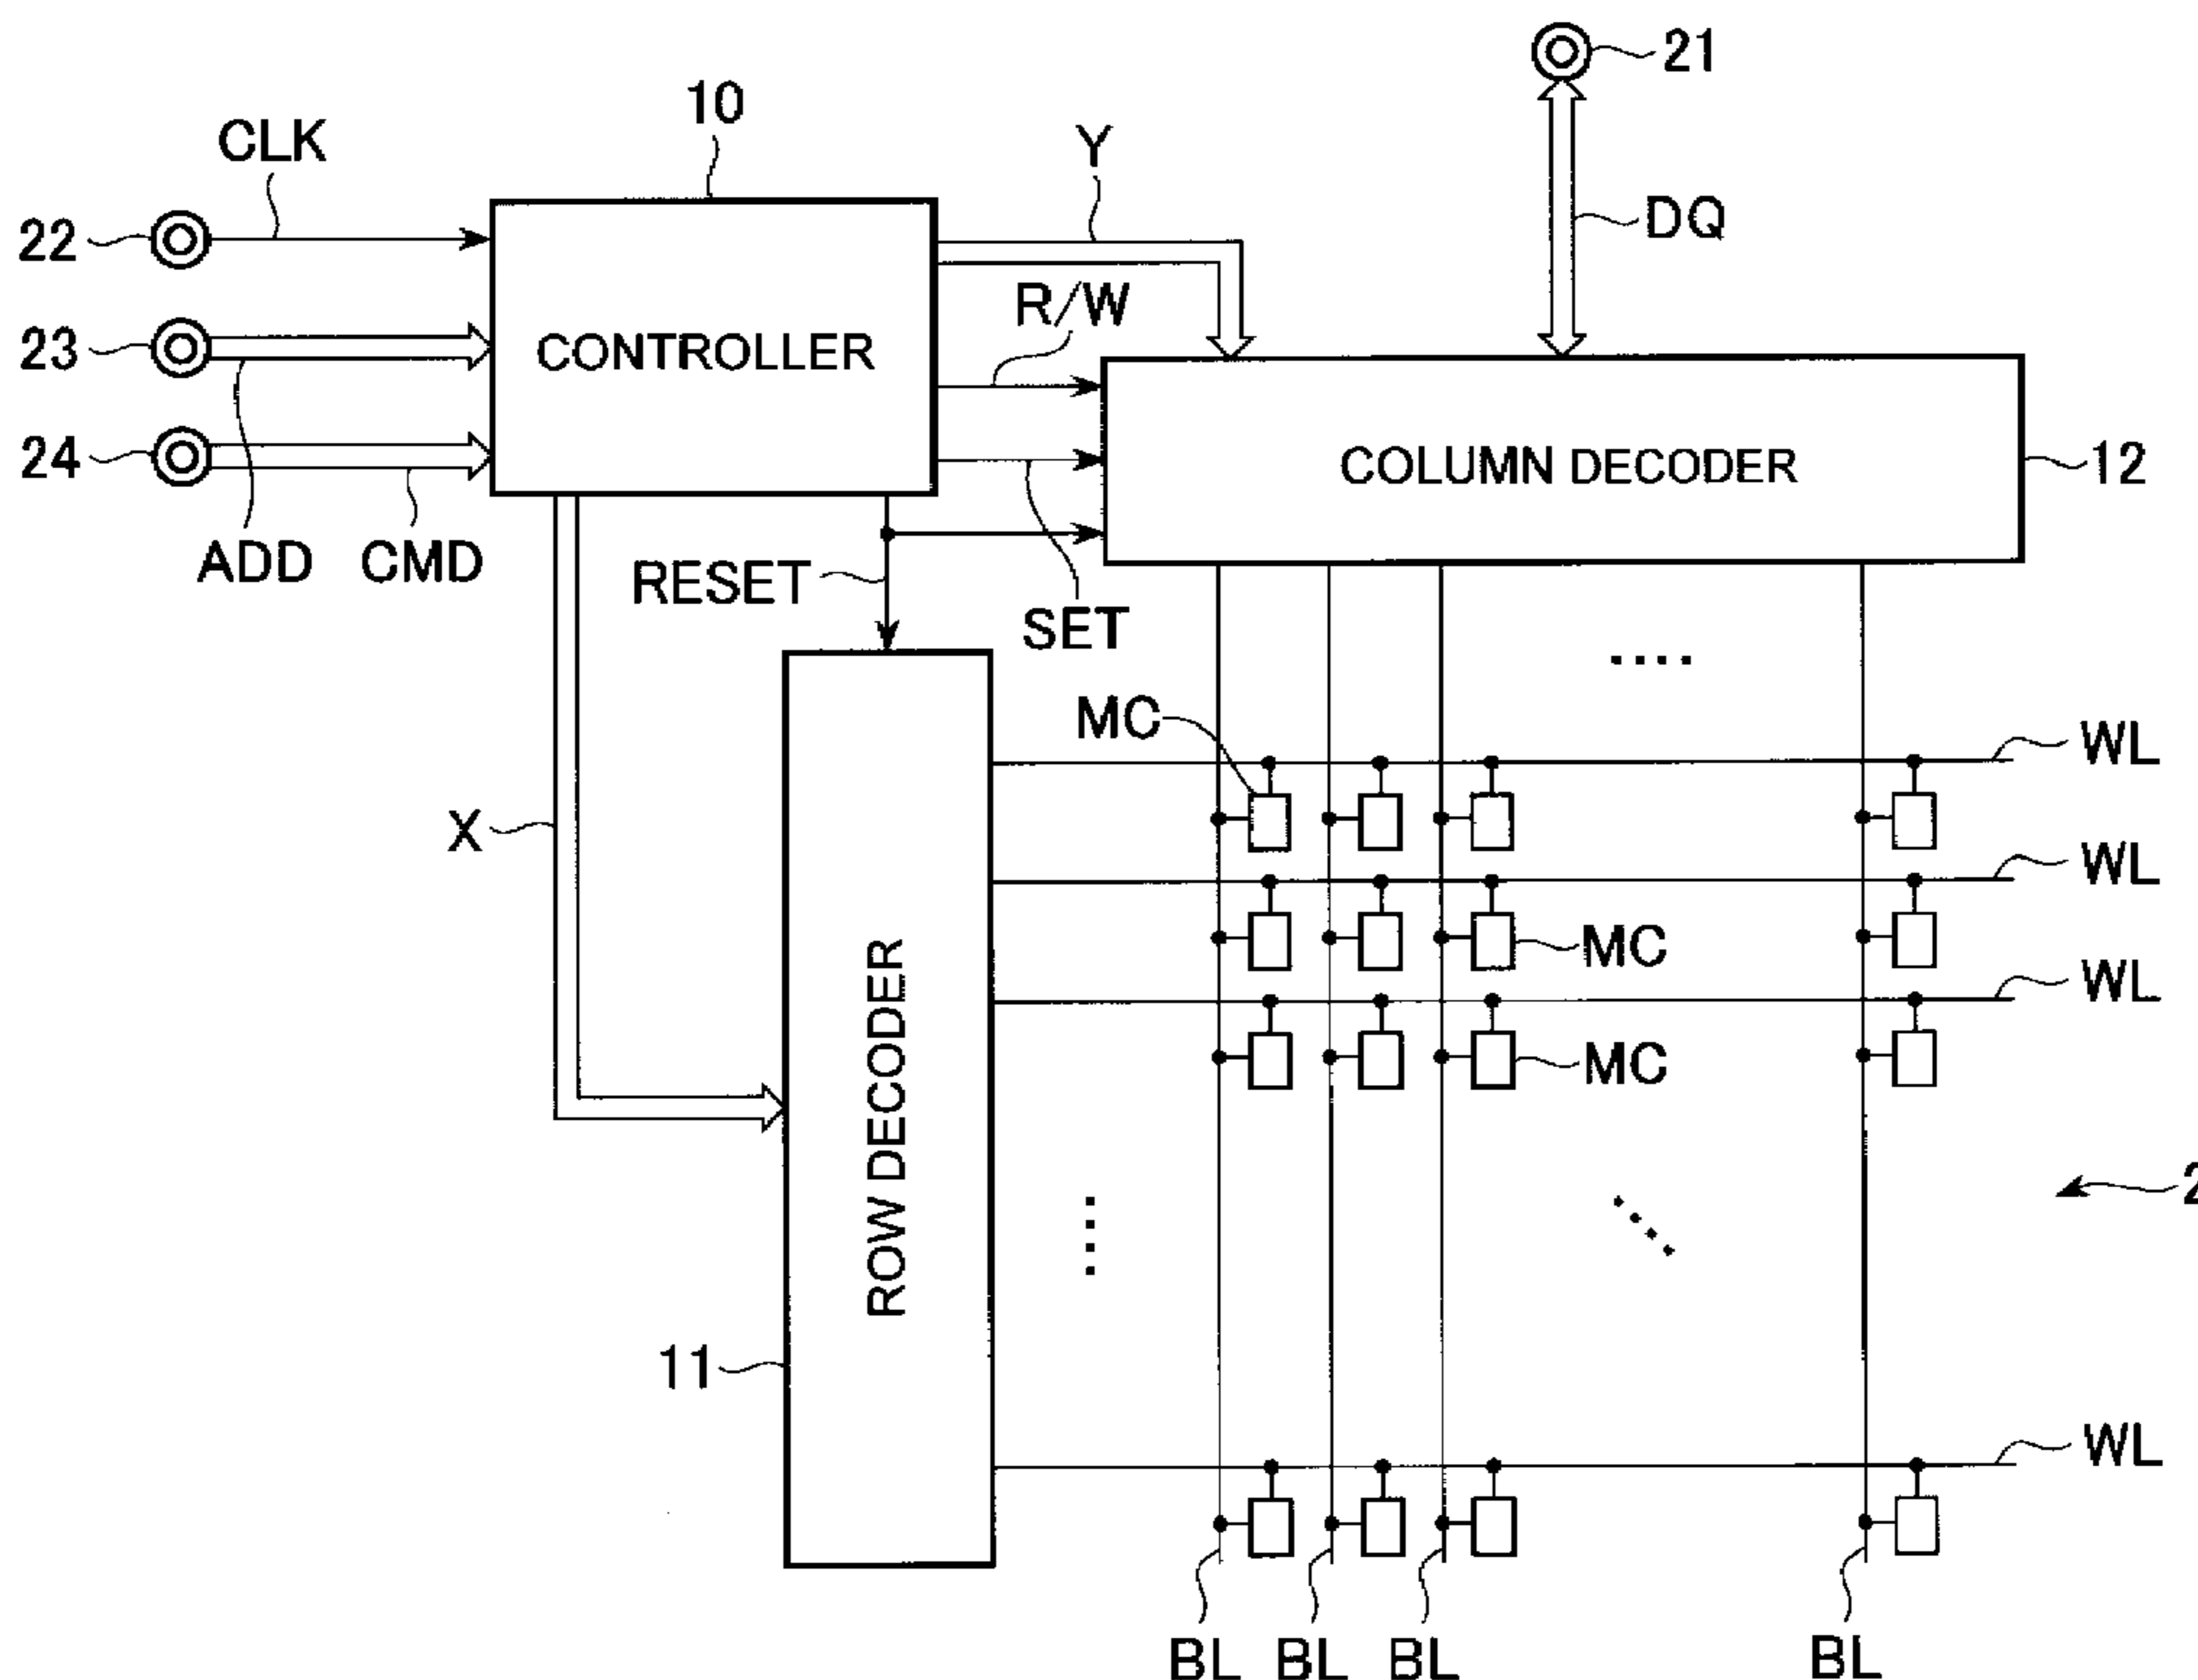 21
10
CLK
Y
22
DQ
R/W
23
CONTROLLER
24
COLUMN DECODER
12
ADD
CMD
RESET
SET
MC
WL
X
WL
MC
WL
MC
ROW DECODER
2
11
WL
BL
BL
BL
BL